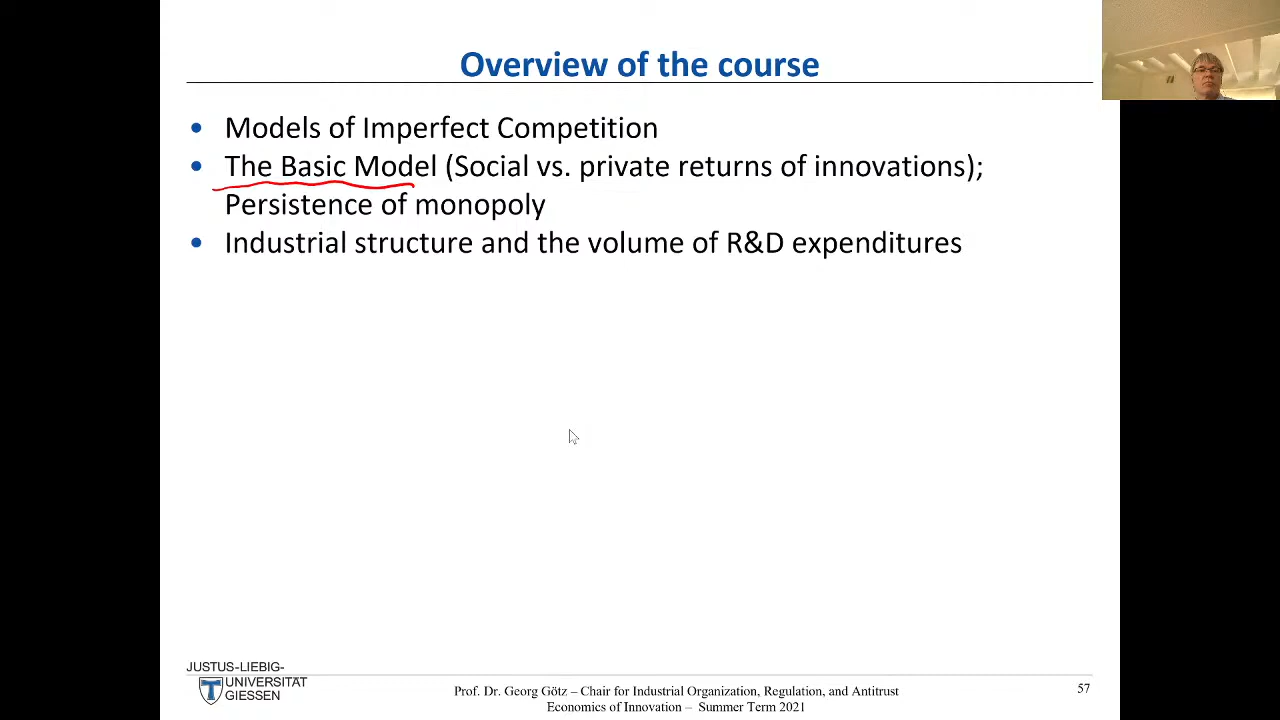 Overview of the course
• Models of Imperfect Competition
• The Basic Model (Social vs. private returns of innovations);
Persistence of monopoly
• Industrial structure and the volume of R&D expenditures
JUSTUS-LIEBIG-
UNIVERSITÄT
GIESSEN
Prof. Dr. Georg Götz – Chair for Industrial Organization, Regulation, and Antitrust
Economics of Innovation – Summer Term 2021
57